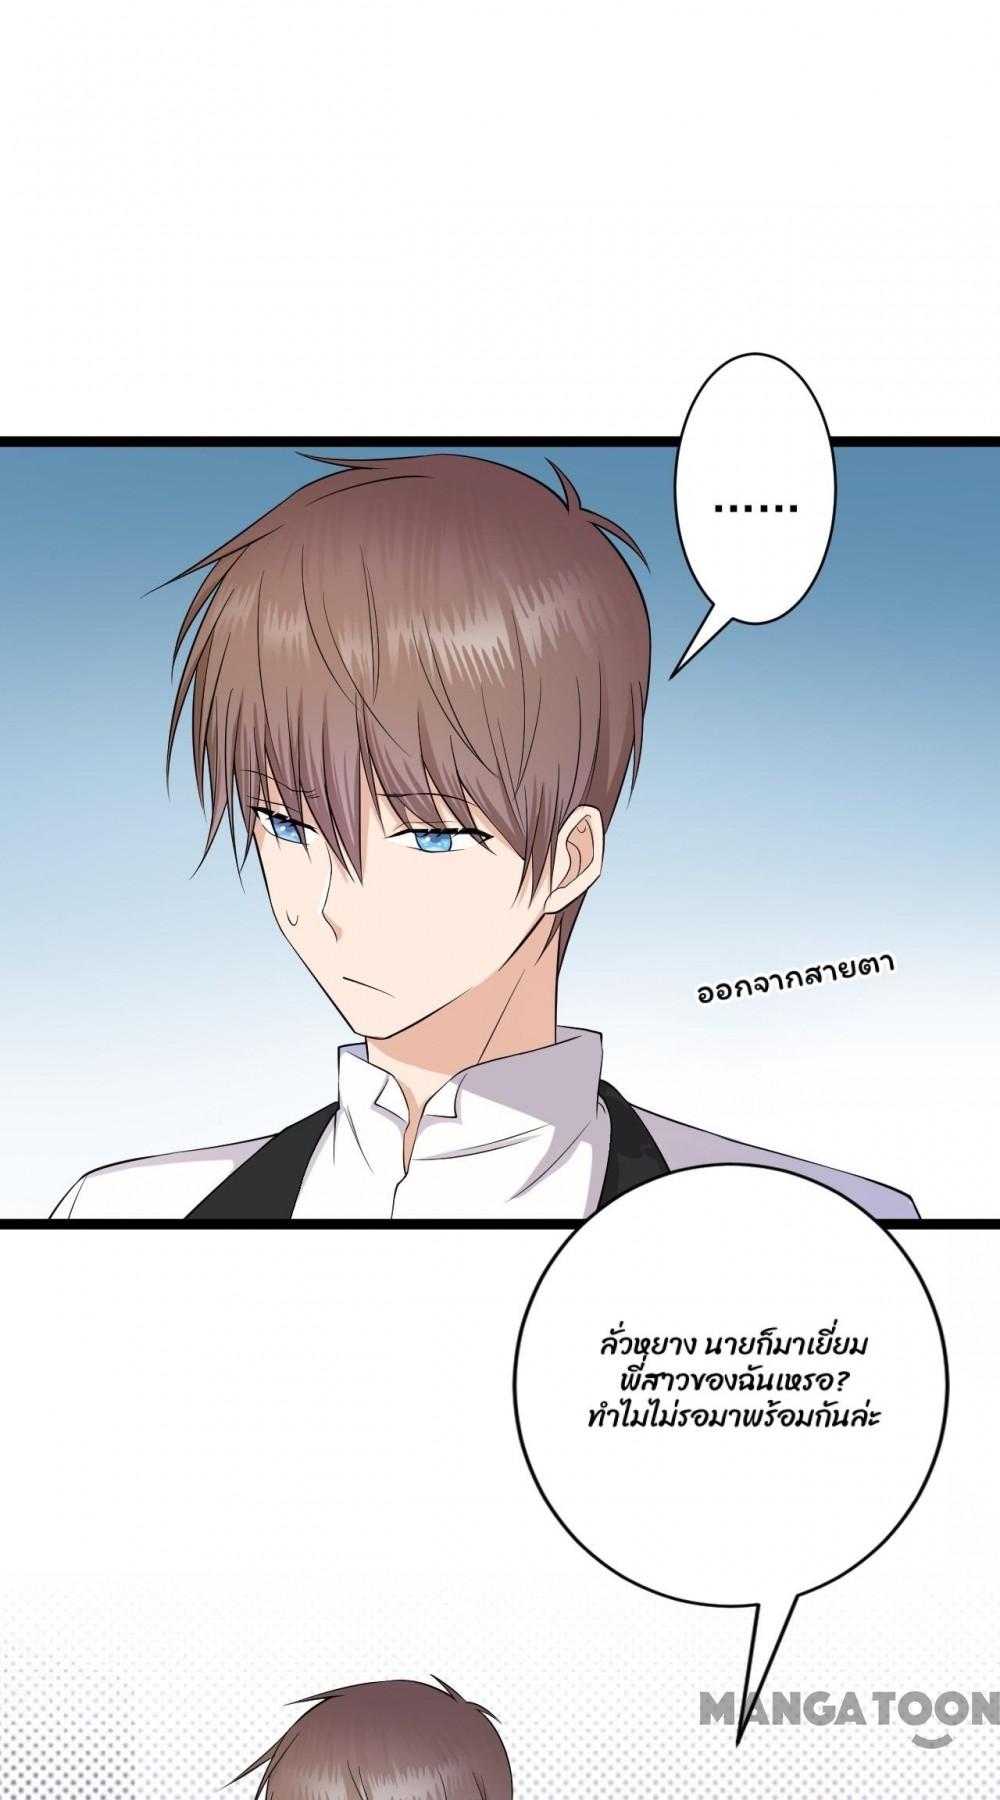 ......
ออกจากสายตา
ลั่วหยาง นายก็มาเยี่ยม
พี่สาวของฉันเหรอ?
ทำไมไม่รอมาพร้อมกันล่ะ
MANGATOON